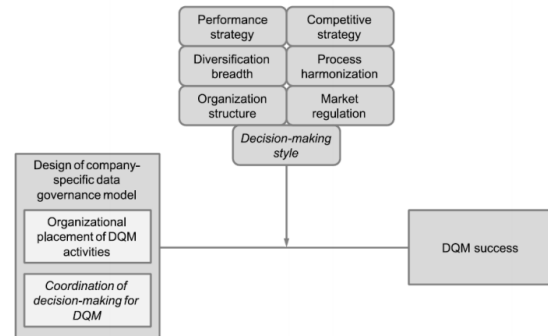 Performance
strategy
Competitive
strategy
Diversification
breadth
Process
harmonization
Organization
structure
Market
regulation
Decision-making
style
Design of company-
specific data
governance model
Organizational
placement of DQM
activities
Coordination of
decision-making for
DQM
DQM success